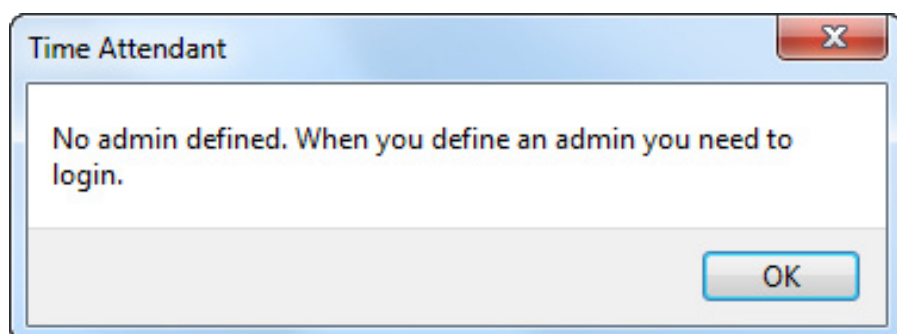 Time Attendant
No admin defined. When you define an admin you need to
login.
OK